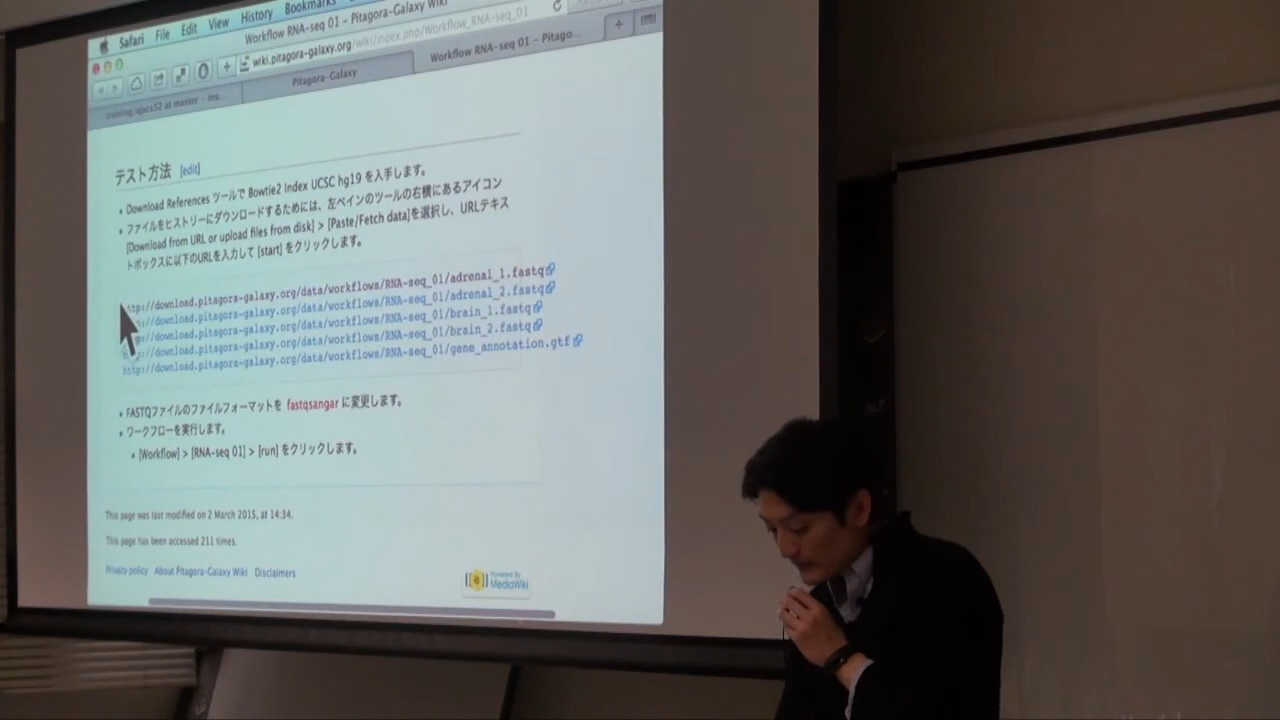 Safari File Edit View History Bookmarks
Workflow RNA-seq 01 – Pitagora-Galaxy Wiki
wiki.pitagora-galaxy.org/wiki/index.php/Workflow_RNA-seq_01
training/ajacs52 at master
Pitagora-Galaxy
Workflow RNA-seq 01 – Pitago...
テスト方法 [edit]
Download References ツールで Bowtie2 Index UCSC hg19 を入手します。
ファイルをヒストリーにダウンロードするためには、左ペインのツールの右横にあるアイコン
[Download from URL or upload files from disk] > [Paste/Fetch data]を選択し、URLテキス
トボックスに以下のURLを入力して [start] をクリックします。
ttp://download.pitagora-galaxy.org/data/workflows/RNA-seq_01/adrenal_1.fastq
://download.pitagora-galaxy.org/data/workflows/RNA-seq_01/adrenal_2.fastq
://download.pitagora-galaxy.org/data/workflows/RNA-seq_01/brain_1.fastq
://download.pitagora-galaxy.org/data/workflows/RNA-seq_01/brain_2.fastq
http://download.pitagora-galaxy.org/data/workflows/RNA-seq_01/gene_annotation.gtf
FASTQファイルのファイルフォーマットを fastqsangar に変更します。
ワークフローを実行します。
[Workflow] > [RNA-seq 01] > [run] をクリックします。
This page was last modified on 2 March 2015, at 14:34.
This page has been accessed 211 times.
Privacy policy About Pitagora-Galaxy Wiki Disclaimers
Powered By
MediaWiki